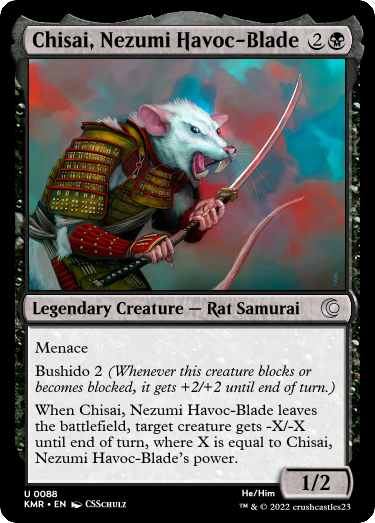 Chisai, Nezumi Havoc-Blade 2
Legendary Creature — Rat Samurai
Menace
Bushido 2 (Whenever this creature blocks or
becomes blocked, it gets +2/+2 until end of turn.)
When Chisai, Nezumi Havoc-Blade leaves
the battlefield, target creature gets -X/-X
until end of turn, where X is equal to Chisai,
Nezumi Havoc-Blade's power.
1/2
U 0088 He/Him
KMR • EN CSSchulz ™ & © 2022 crushcastles23